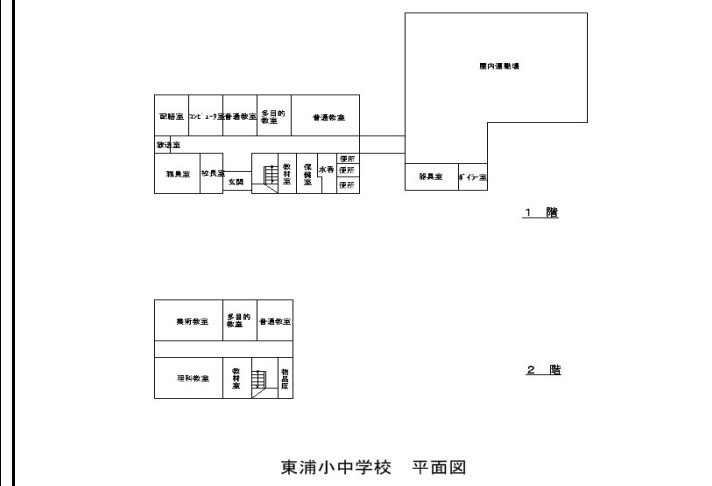 屋内運動場
配膳室
コンピュータ室
普通教室
多目的
教室
普通教室
放送室
職員室
校長室
玄関
教材室
保健室
水呑
便所
便所
便所
器具室
ボイラー室
1 階
美術教室
多目的
教室
普通教室
理科教室
教材室
物品庫
2 階
東浦小中学校 平面図